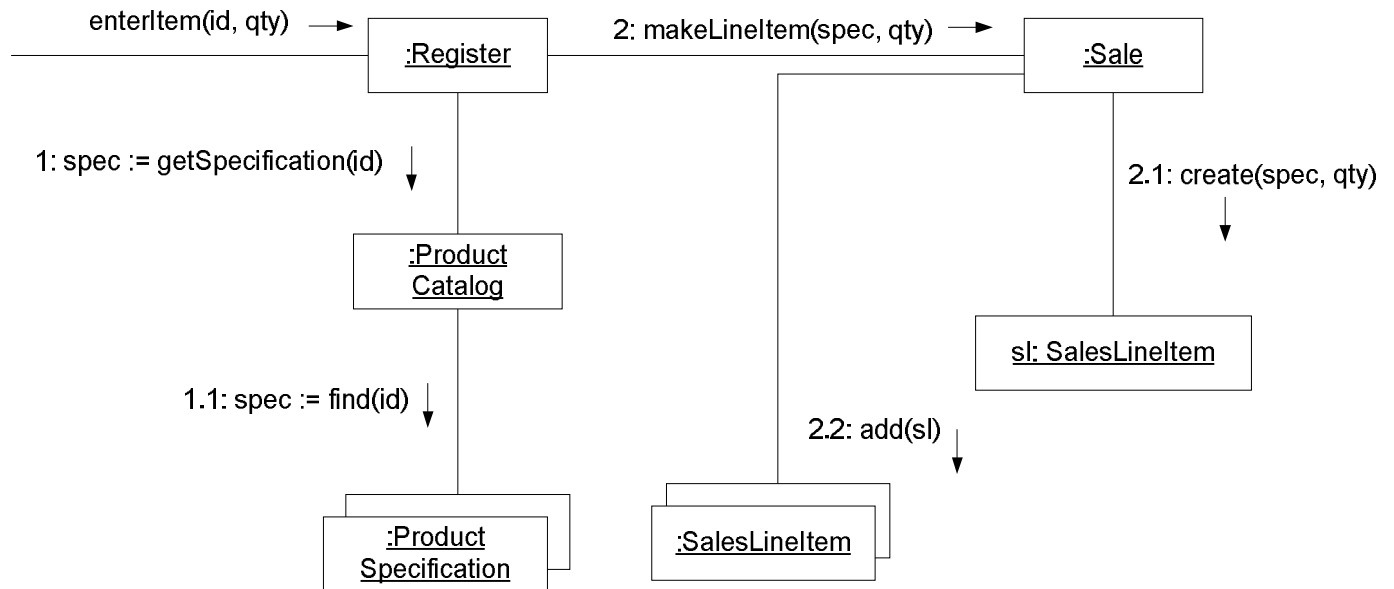 enterItem(id, qty)
2: makeLineItem(spec, qty)
:Register
:Sale
1: spec := getSpecification(id)
2.1: create(spec, qty)
:Product
Catalog
sl: SalesLineItem
1.1: spec := find(id)
2.2: add(sl)
:Product
Specification
:SalesLineItem